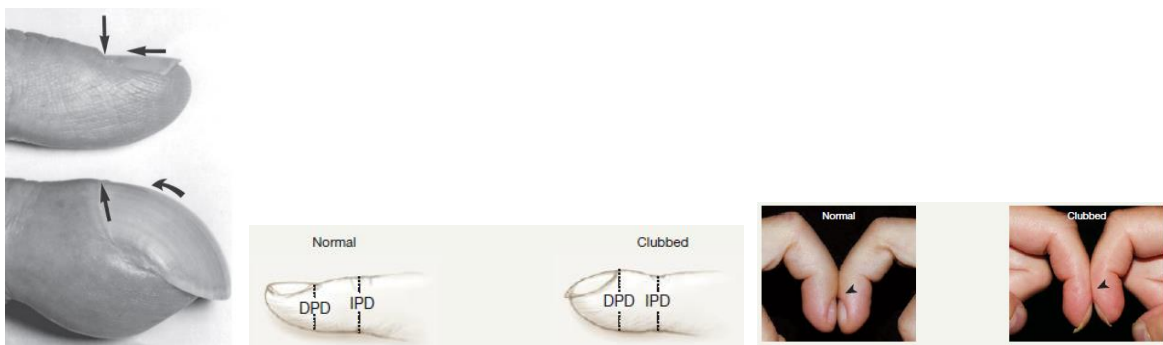 Normal
Clubbed
DPD
IPD
DPD
IPD
Normal
Clubbed